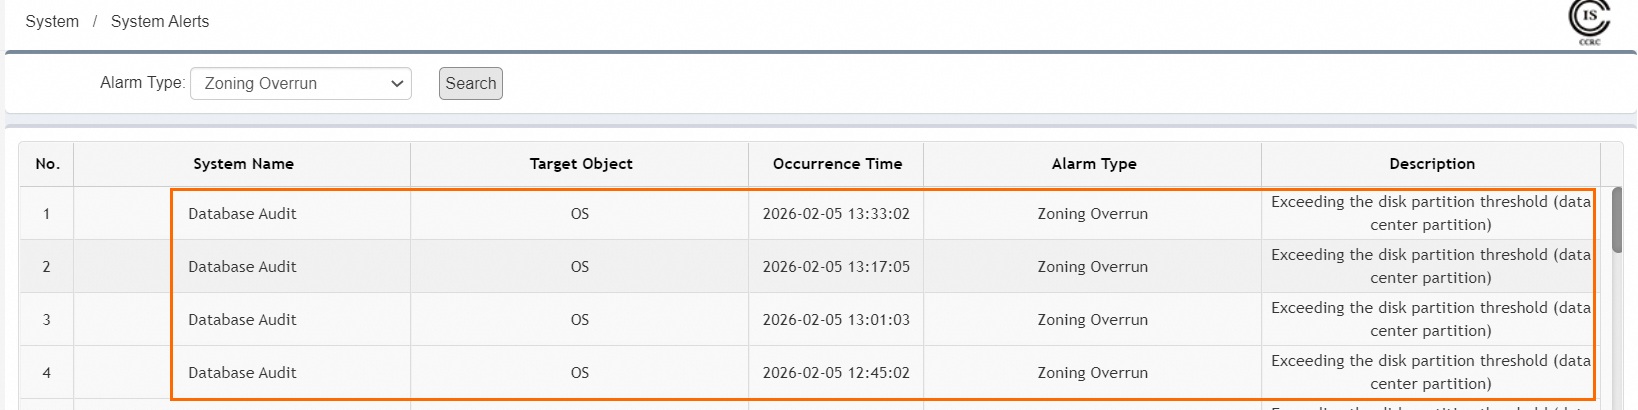 System / System Alerts
IS
CCRC
Alarm Type: Zoning Overrun Search
No. System Name Target Object Occurrence Time Alarm Type Description
1 Database Audit OS 2026-02-05 13:33:02 Zoning Overrun Exceeding the disk partition threshold (data
center partition)
2 Database Audit OS 2026-02-05 13:17:05 Zoning Overrun Exceeding the disk partition threshold (data
center partition)
3 Database Audit OS 2026-02-05 13:01:03 Zoning Overrun Exceeding the disk partition threshold (data
center partition)
4 Database Audit OS 2026-02-05 12:45:02 Zoning Overrun Exceeding the disk partition threshold (data
center partition)